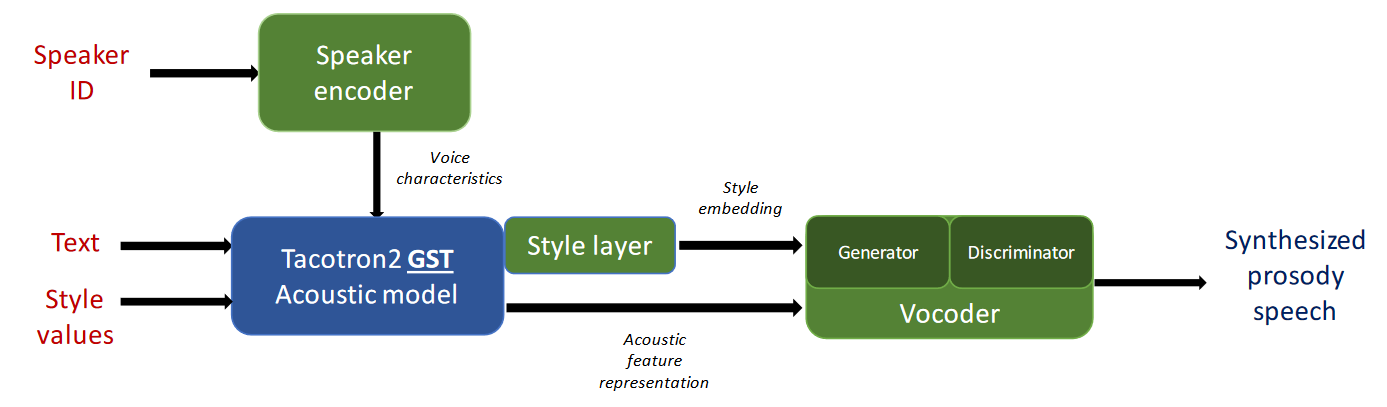 Speaker
ID
Speaker
encoder
Voice
characteristics
Text
Style
values
Tacotron2 GST
Acoustic model
Style layer
Style
embedding
Acoustic
feature
representation
Generator
Discriminator
Vocoder
Synthesized
prosody
speech